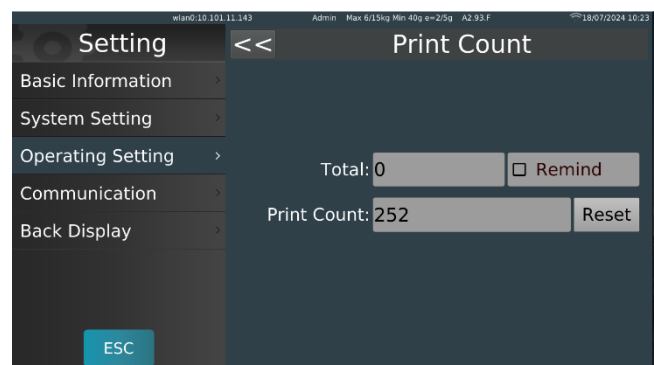 wlan0:10.101.11.143 Admin Max 6/15kg Min 40g e=2/5g A2.93.F 18/07/2024 10:23
Setting
<< Print Count
Basic Information >
System Setting >
Operating Setting >
Communication >
Back Display >
Total: 0 Remind
Print Count: 252 Reset
ESC